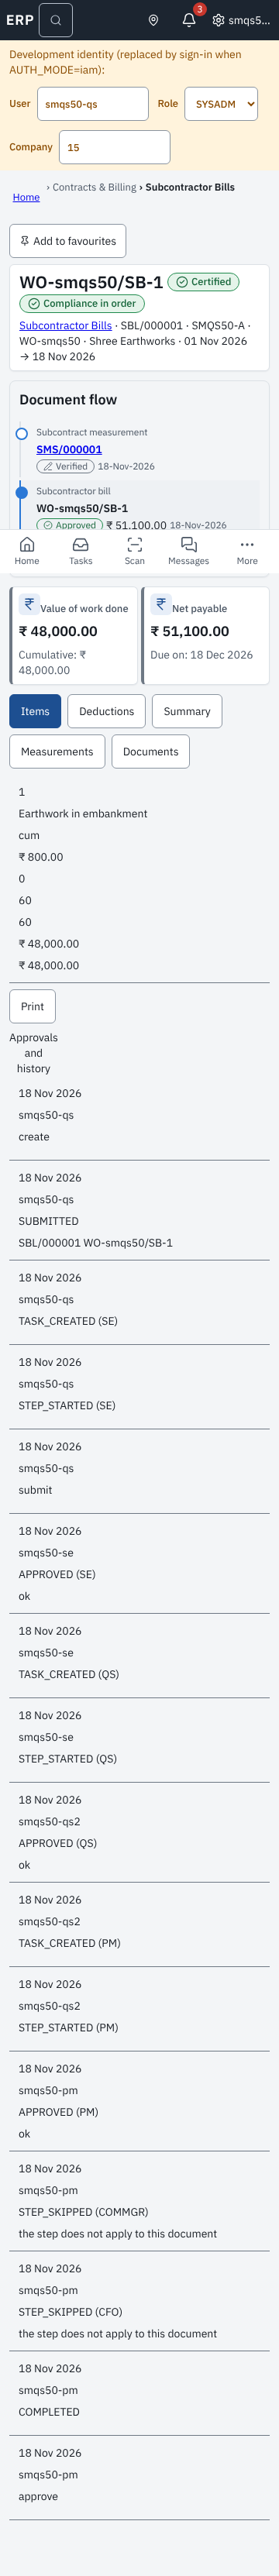 ERP
3
smqs5...
Development identity (replaced by sign-in when
AUTH_MODE=iam):
User smqs50-qs Role SYSADM
Company 15
Home › Contracts & Billing › Subcontractor Bills
Add to favourites
WO-smqs50/SB-1 Certified
Compliance in order
Subcontractor Bills · SBL/000001 · SMQS50-A ·
WO-smqs50 · Shree Earthworks · 01 Nov 2026
→ 18 Nov 2026
Document flow
Subcontract measurement
SMS/000001
Verified 18-Nov-2026
Subcontractor bill
WO-smqs50/SB-1
Approved ₹ 51,100.00 18-Nov-2026
Home Tasks Scan Messages More
₹ Value of work done
₹ 48,000.00
Cumulative: ₹
48,000.00
₹ Net payable
₹ 51,100.00
Due on: 18 Dec 2026
Items Deductions Summary
Measurements Documents
1
Earthwork in embankment
cum
₹ 800.00
0
60
60
₹ 48,000.00
₹ 48,000.00
Print
Approvals
and
history
18 Nov 2026
smqs50-qs
create
18 Nov 2026
smqs50-qs
SUBMITTED
SBL/000001 WO-smqs50/SB-1
18 Nov 2026
smqs50-qs
TASK_CREATED (SE)
18 Nov 2026
smqs50-qs
STEP_STARTED (SE)
18 Nov 2026
smqs50-qs
submit
18 Nov 2026
smqs50-se
APPROVED (SE)
ok
18 Nov 2026
smqs50-se
TASK_CREATED (QS)
18 Nov 2026
smqs50-se
STEP_STARTED (QS)
18 Nov 2026
smqs50-qs2
APPROVED (QS)
ok
18 Nov 2026
smqs50-qs2
TASK_CREATED (PM)
18 Nov 2026
smqs50-qs2
STEP_STARTED (PM)
18 Nov 2026
smqs50-pm
APPROVED (PM)
ok
18 Nov 2026
smqs50-pm
STEP_SKIPPED (COMMGR)
the step does not apply to this document
18 Nov 2026
smqs50-pm
STEP_SKIPPED (CFO)
the step does not apply to this document
18 Nov 2026
smqs50-pm
COMPLETED
18 Nov 2026
smqs50-pm
approve